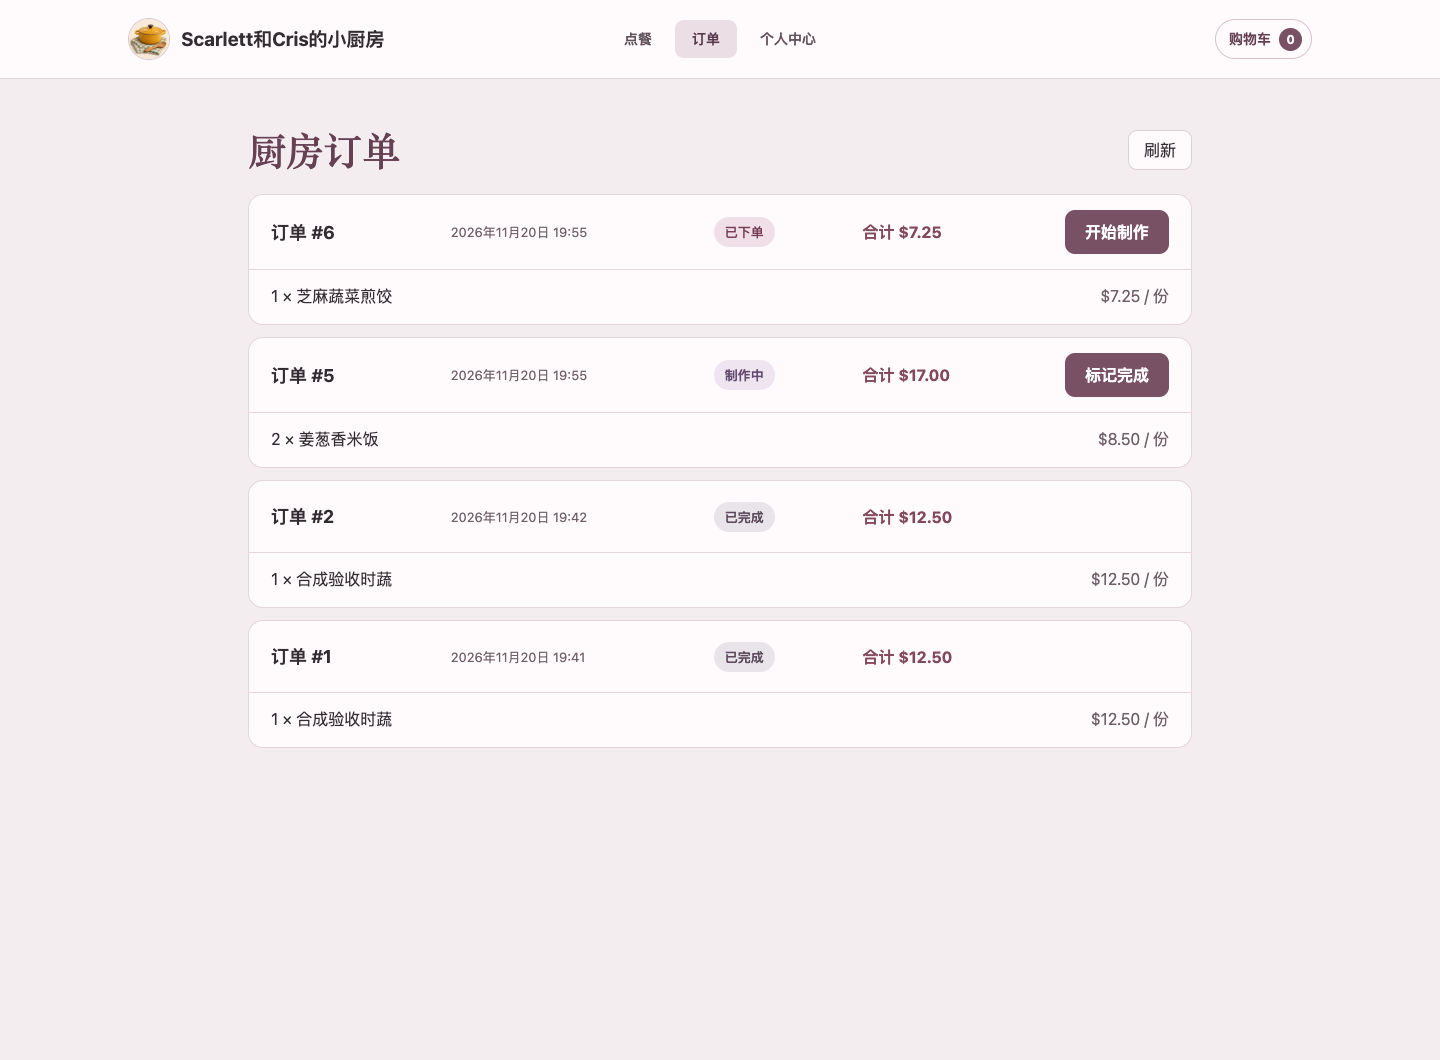 Scarlett和Cris的小厨房
点餐
订单
个人中心
购物车 0
厨房订单
刷新
订单 #6 2026年11月20日 19:55 已下单 合计 $7.25 开始制作
1 × 芝麻蔬菜煎饺 $7.25 / 份
订单 #5 2026年11月20日 19:55 制作中 合计 $17.00 标记完成
2 × 姜葱香米饭 $8.50 / 份
订单 #2 2026年11月20日 19:42 已完成 合计 $12.50
1 × 合成验收时蔬 $12.50 / 份
订单 #1 2026年11月20日 19:41 已完成 合计 $12.50
1 × 合成验收时蔬 $12.50 / 份